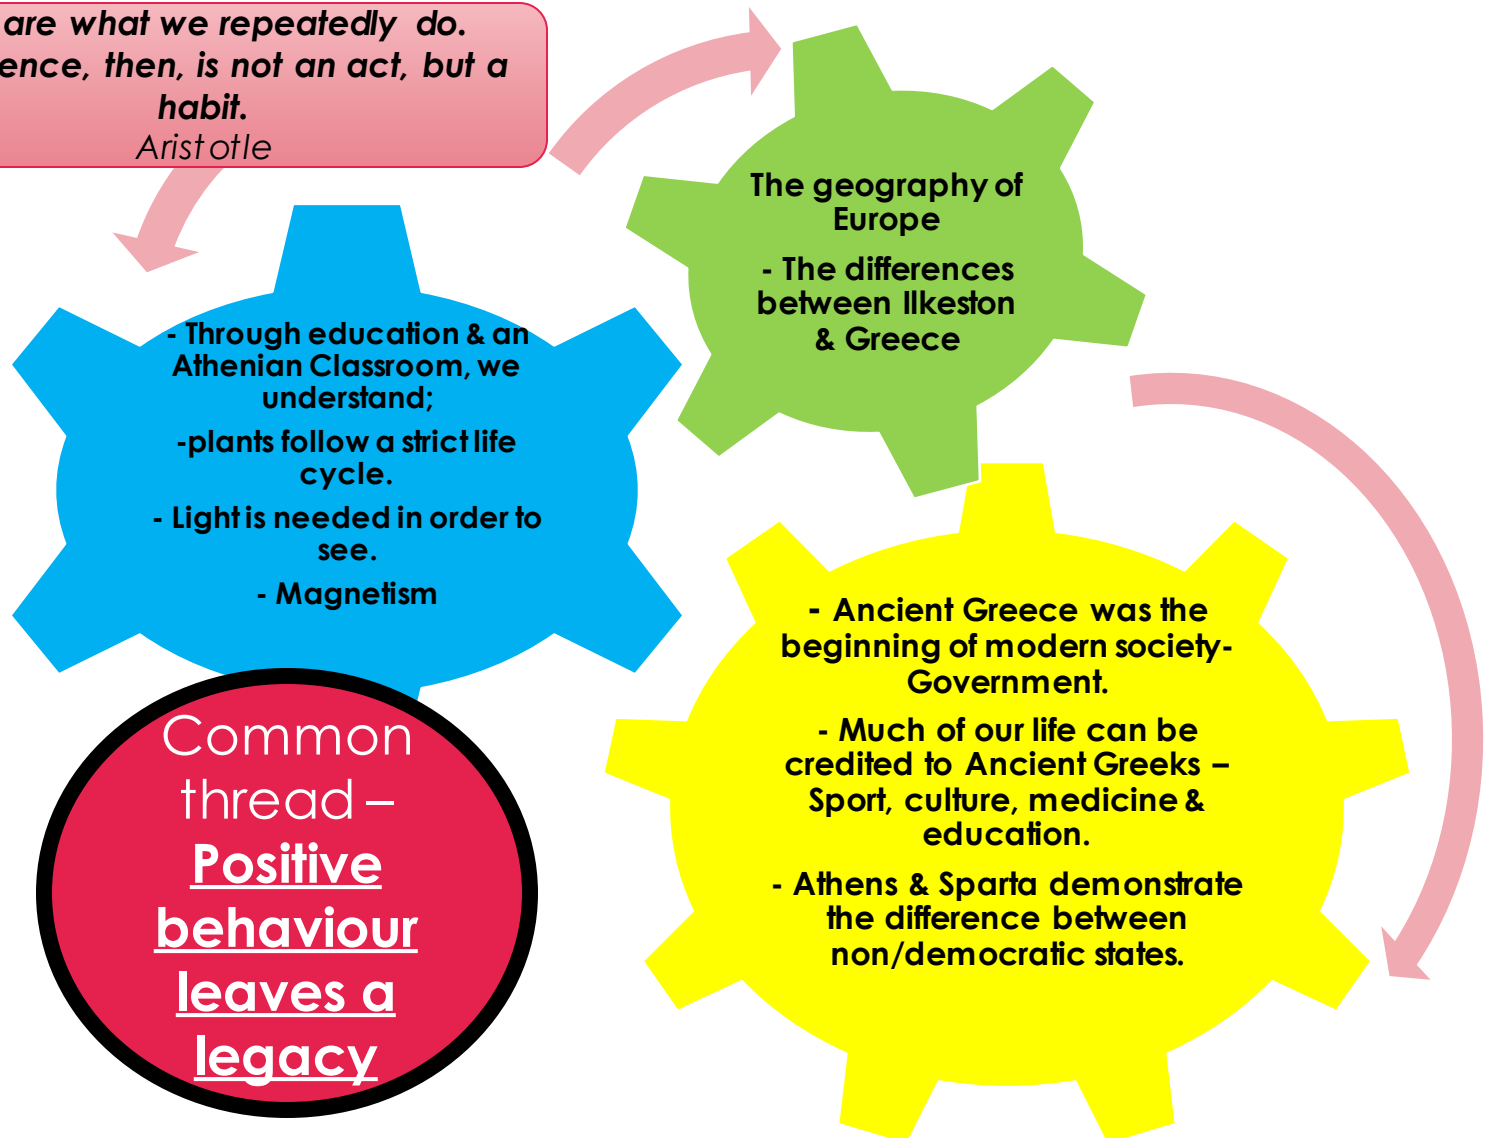 are what we repeatedly do.
ence, then, is not an act, but a
habit.
Aristotle
The geography of
Europe
- The differences
between Ilkeston
& Greece
- Through education & an
Athenian Classroom, we
understand;
-plants follow a strict life
cycle.
- Light is needed in order to
see.
- Magnetism
- Ancient Greece was the
beginning of modern society-
Government.
- Much of our life can be
credited to Ancient Greeks –
Sport, culture, medicine &
education.
- Athens & Sparta demonstrate
the difference between
non/democratic states.
Common
thread –
Positive
behaviour
leaves a
legacy